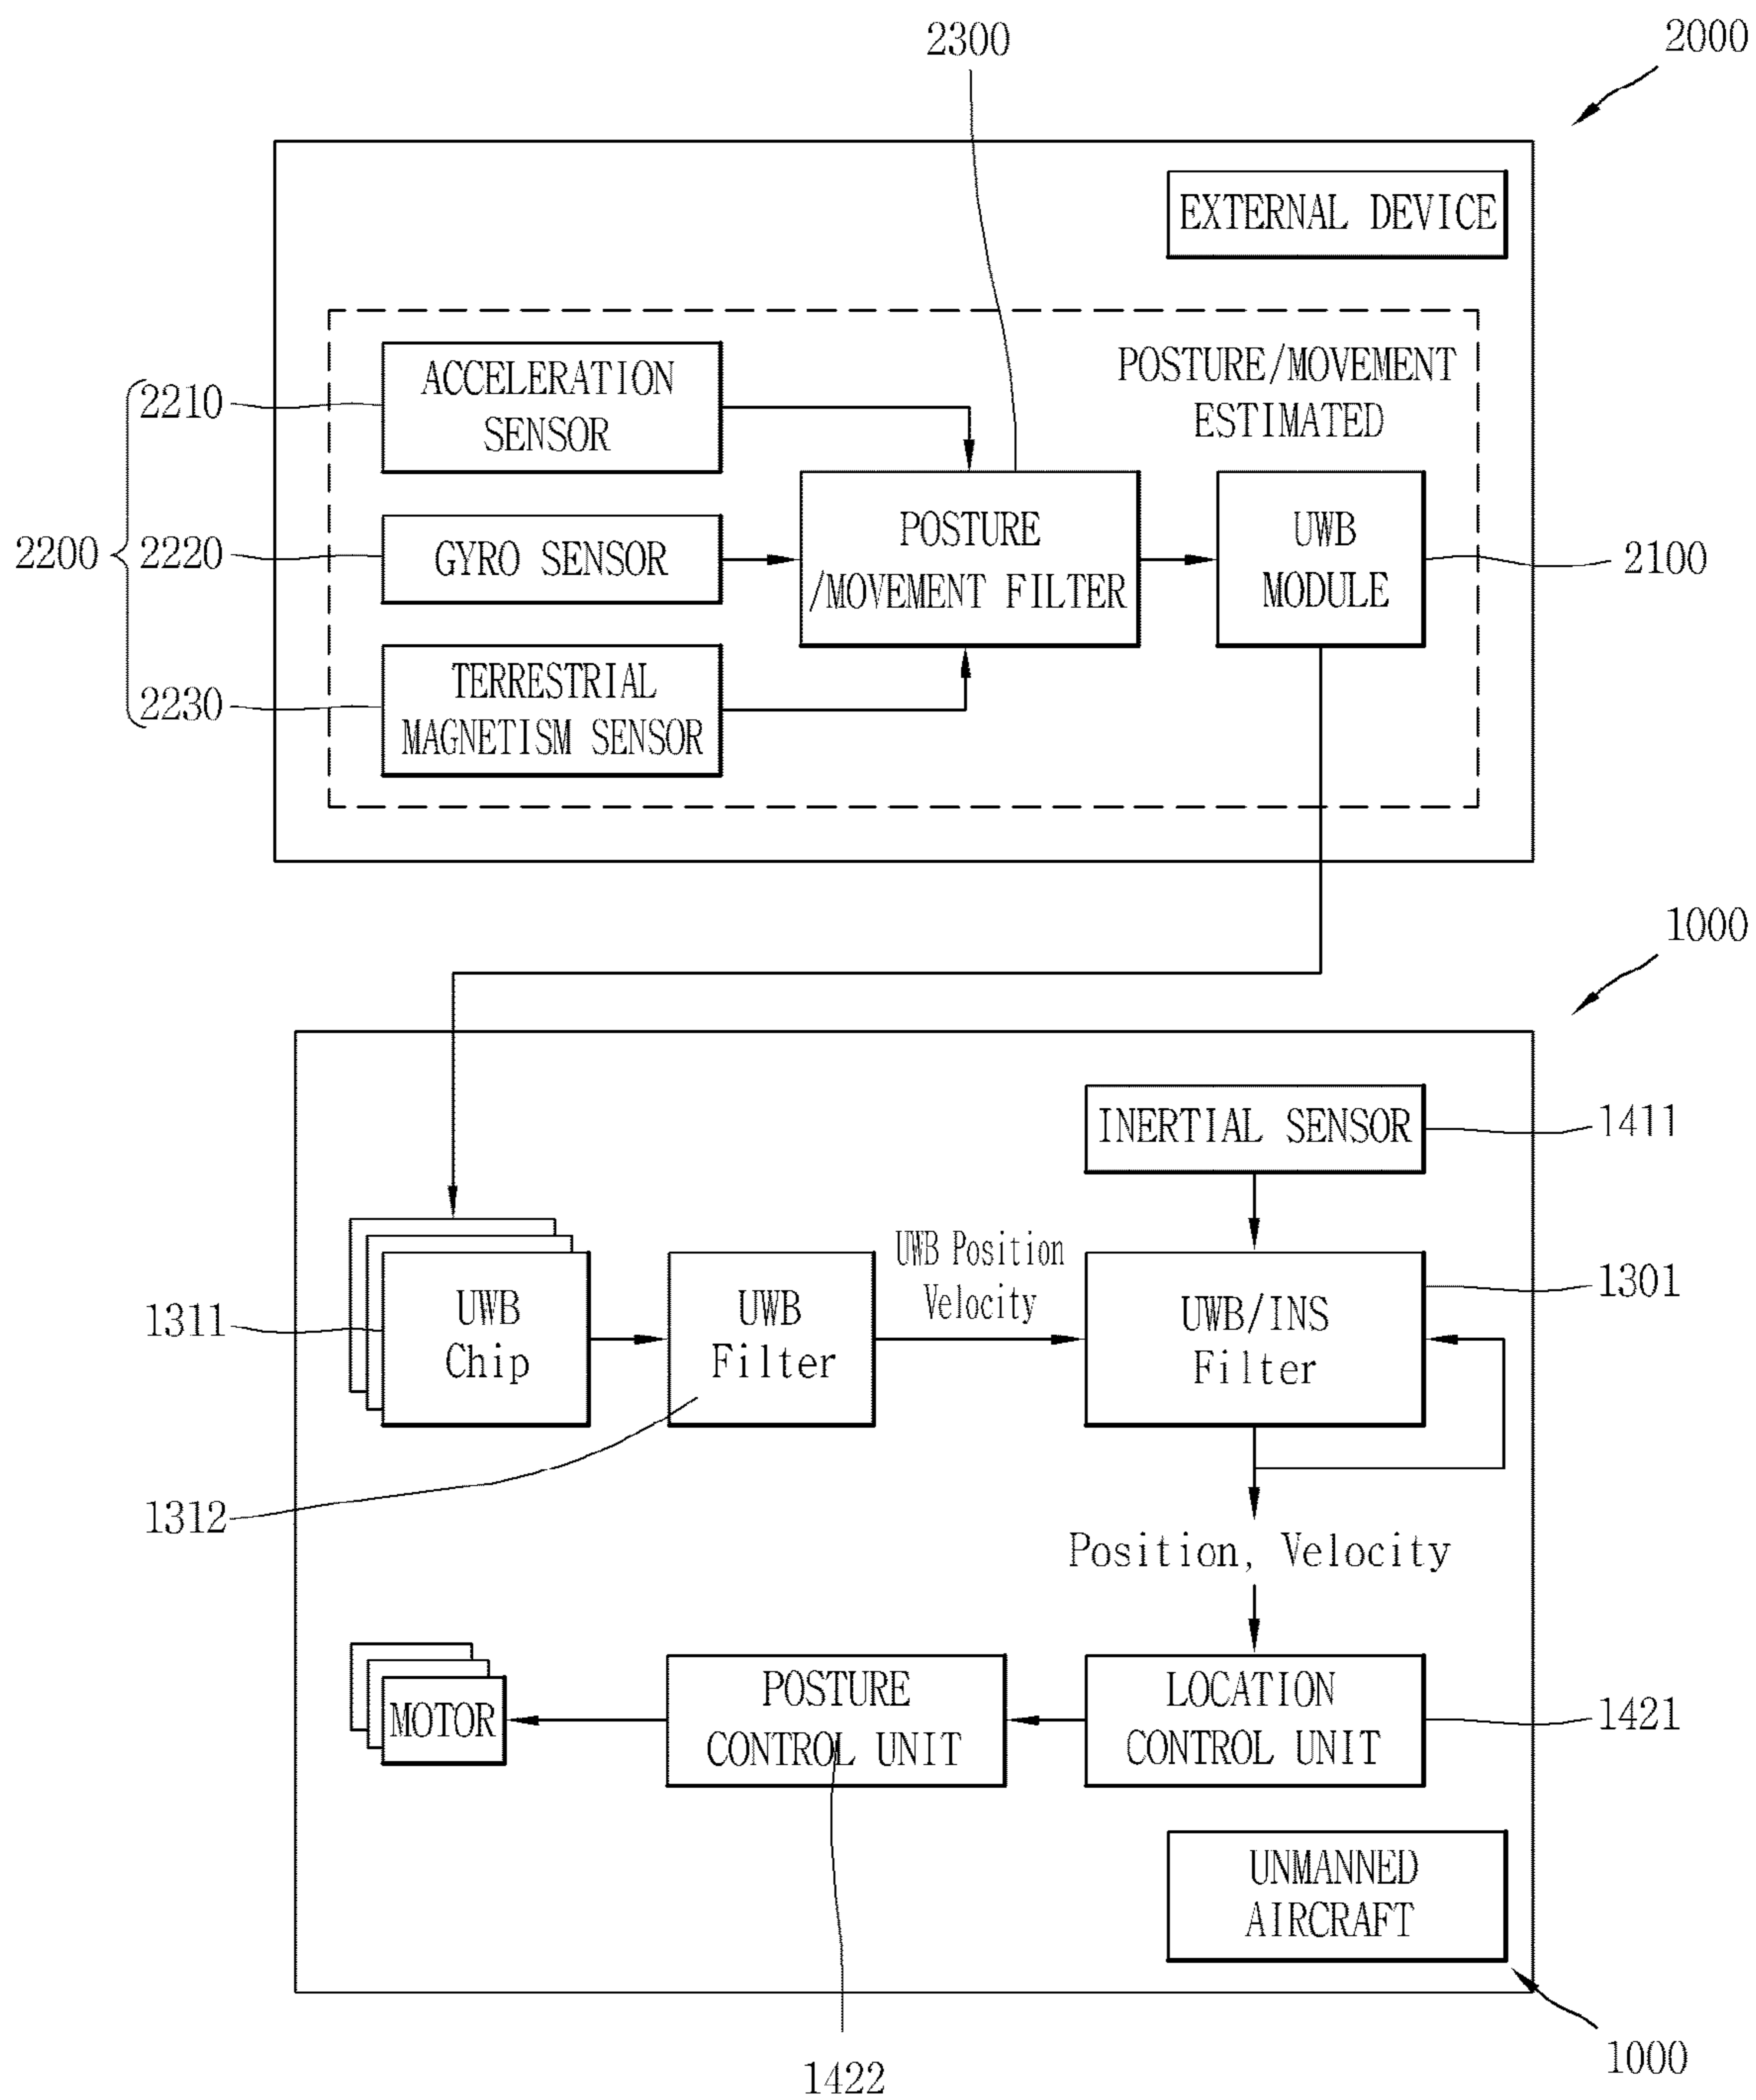 2300
2000
EXTERNAL DEVICE
POSTURE/MOVEMENT
ESTIMATED
2210
ACCELERATION
SENSOR
2200
2220
GYRO SENSOR
POSTURE
/MOVEMENT FILTER
UWB
MODULE
2100
2230
TERRESTRIAL
MAGNETISM SENSOR
1000
INERTIAL SENSOR
1411
1311
UWB
Chip
UWB
Filter
UWB Position
Velocity
UWB/INS
Filter
1301
1312
Position, Velocity
MOTOR
POSTURE
CONTROL UNIT
LOCATION
CONTROL UNIT
1421
UNMANNED
AIRCRAFT
1000
1422